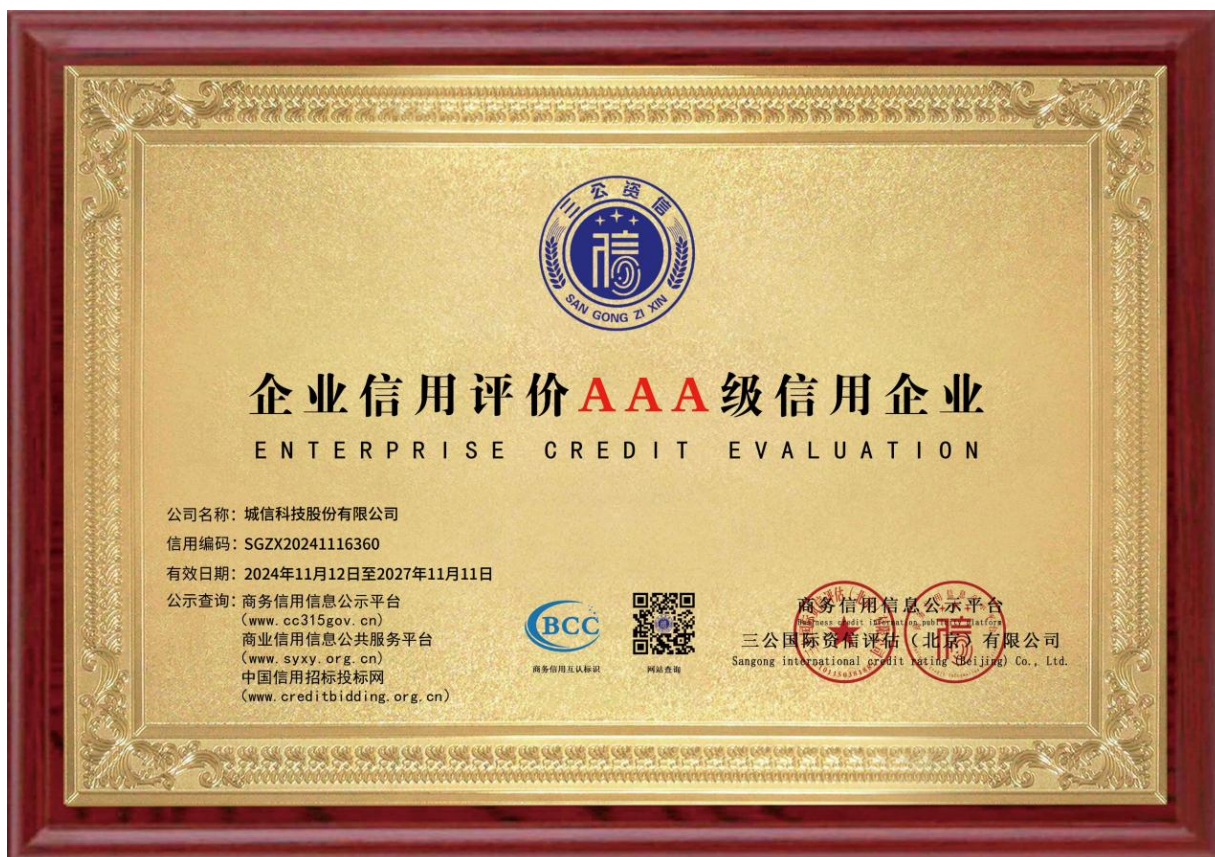 三公资信
信
SAN GONG ZI XIN
企业信用评价AAA级信用企业
ENTERPRISE CREDIT EVALUATION
公司名称：城信科技股份有限公司
信用编码：SGZX20241116360
有效日期：2024年11月12日至2027年11月11日
公示查询：商务信用信息公示平台
(www.cc315gov.cn)
商业信用信息公共服务平台
(www.syxy.org.cn)
中国信用招标投标网
(www.creditbidding.org.cn)
BCC
商务信用互认标识
网站查询
商务信用信息公示平台
Business credit information publicity platform
三公国际资信评估（北京）有限公司
Sangong international credit rating (Beijing) Co., Ltd.